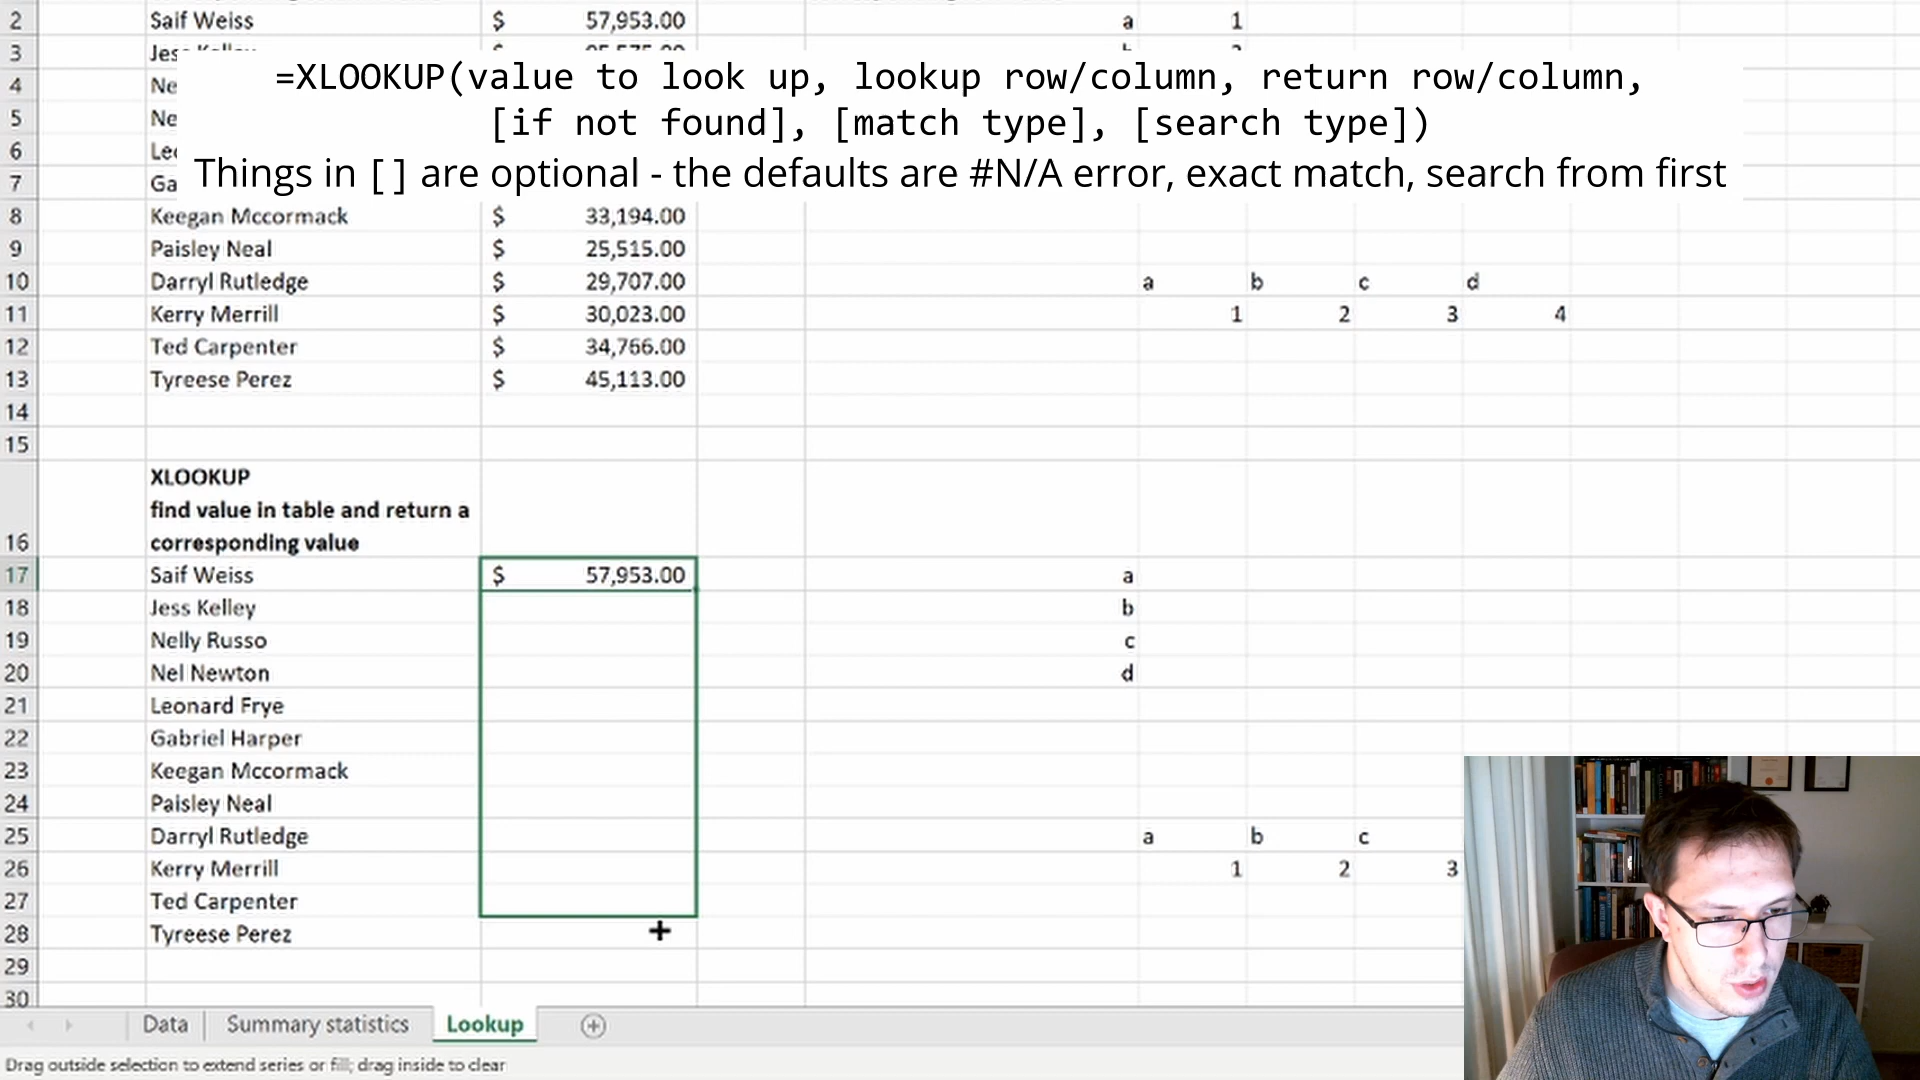 2 Saif Weiss $ 57,953.00 a 1
3
=XLOOKUP(value to look up, lookup row/column, return row/column,
[if not found], [match type], [search type])
Things in [] are optional - the defaults are #N/A error, exact match, search from first
4 Ne
5 Ne
6
7 Ga
8 Keegan Mccormack $ 33,194.00
9 Paisley Neal $ 25,515.00
10 Darryl Rutledge $ 29,707.00 a b c d
11 Kerry Merrill $ 30,023.00 1 2 3 4
12 Ted Carpenter $ 34,766.00
13 Tyreese Perez $ 45,113.00
14
15
XLOOKUP
find value in table and return a
16 corresponding value
17 Saif Weiss $ 57,953.00 a
18 Jess Kelley b
19 Nelly Russo c
20 Nel Newton d
21 Leonard Frye
22 Gabriel Harper
23 Keegan Mccormack
24 Paisley Neal
25 Darryl Rutledge a b c
26 Kerry Merrill 1 2 3
27 Ted Carpenter
28 Tyreese Perez
29
30
Data Summary statistics Lookup
Drag outside selection to extend series or fill; drag inside to clear